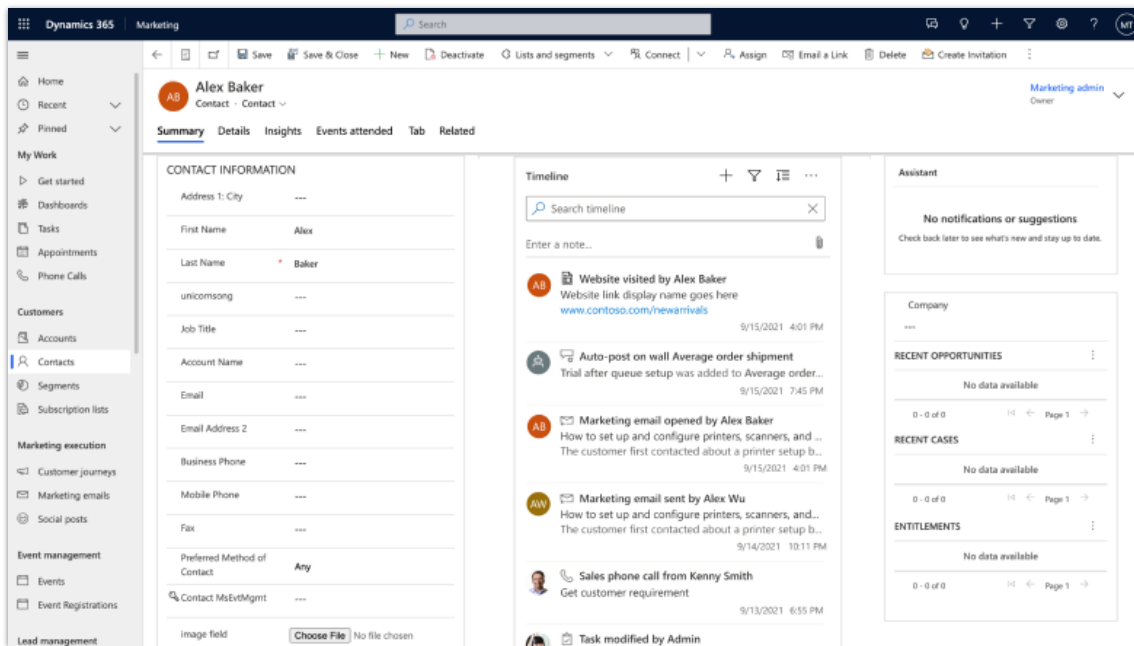 Dynamics 365 Marketing Search MT
Save Save & Close New Deactivate Lists and segments Connect Assign Email a Link Delete Create Invitation
Home
Recent
Pinned
My Work
Get started
Dashboards
Tasks
Appointments
Phone Calls
Customers
Accounts
Contacts
Segments
Subscription lists
Marketing execution
Customer journeys
Marketing emails
Social posts
Event management
Events
Event Registrations
Lead management
AB
Alex Baker
Contact · Contact
Marketing admin
Owner
Summary Details Insights Events attended Tab Related
CONTACT INFORMATION
Address 1: City ---
First Name Alex
Last Name * Baker
unicornsong ---
Job Title ---
Account Name ---
Email ---
Email Address 2 ---
Business Phone ---
Mobile Phone ---
Fax ---
Preferred Method of
Contact Any
Contact MsEvtMgmt ---
image field Choose File No file chosen
Timeline
Search timeline
Enter a note...
AB
Website visited by Alex Baker
Website link display name goes here
www.contoso.com/newarrivals
9/15/2021 4:01 PM
Auto-post on wall Average order shipment
Trial after queue setup was added to Average order...
9/15/2021 7:45 PM
AB
Marketing email opened by Alex Baker
How to set up and configure printers, scanners, and ...
The customer first contacted about a printer setup b...
9/15/2021 4:01 PM
AW
Marketing email sent by Alex Wu
How to set up and configure printers, scanners, and...
The customer first contacted about a printer setup b...
9/14/2021 10:11 PM
Sales phone call from Kenny Smith
Get customer requirement
9/13/2021 6:55 PM
Task modified by Admin
Assistant
No notifications or suggestions
Check back later to see what's new and stay up to date.
Company
---
RECENT OPPORTUNITIES
No data available
0 - 0 of 0 Page 1
RECENT CASES
No data available
0 - 0 of 0 Page 1
ENTITLEMENTS
No data available
0 - 0 of 0 Page 1